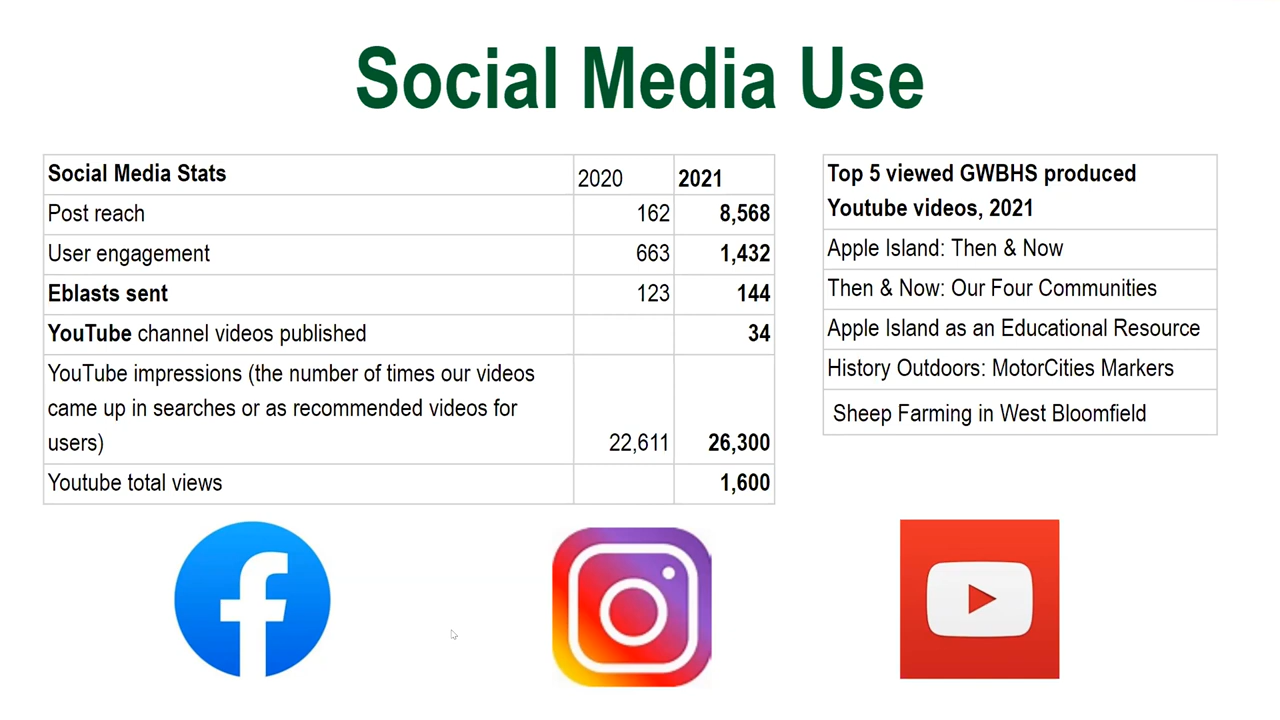 Social Media Use
Social Media Stats 2020 2021
Post reach 162 8,568
User engagement 663 1,432
Eblasts sent 123 144
YouTube channel videos published 34
YouTube impressions (the number of times our videos
came up in searches or as recommended videos for
users) 22,611 26,300
Youtube total views 1,600
Top 5 viewed GWBHS produced
Youtube videos, 2021
Apple Island: Then & Now
Then & Now: Our Four Communities
Apple Island as an Educational Resource
History Outdoors: MotorCities Markers
Sheep Farming in West Bloomfield